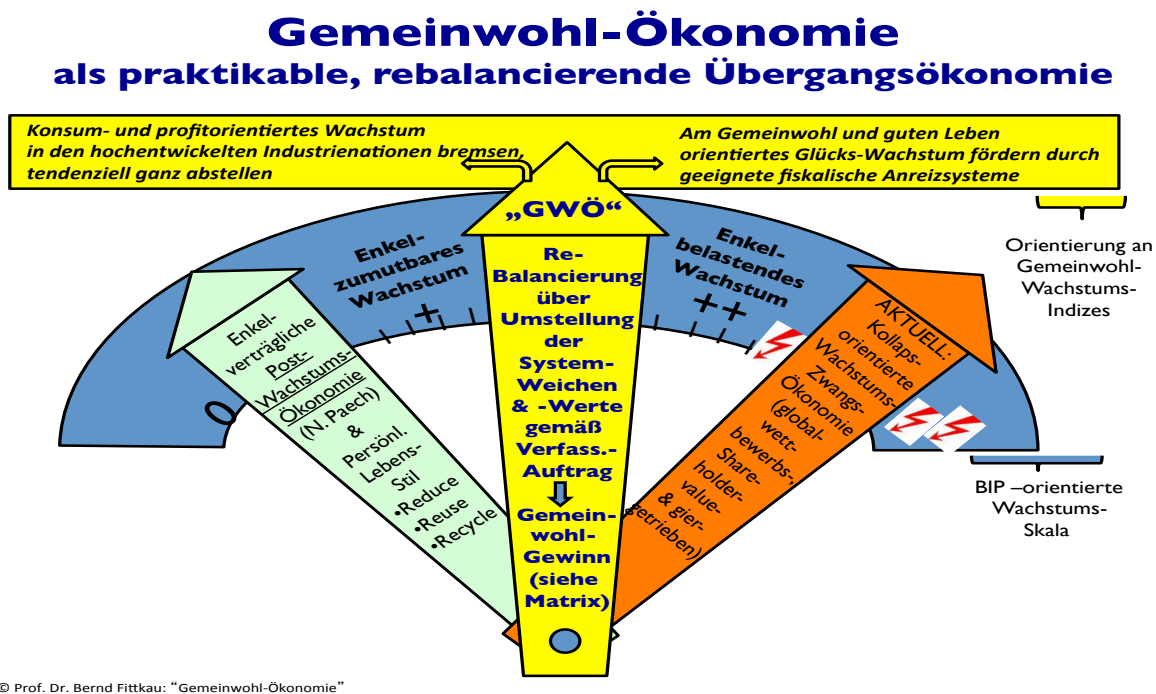 Gemeinwohl-Ökonomie
als praktikable, rebalancierende Übergangsökonomie
Konsum- und profitorientiertes Wachstum
in den hochentwickelten Industrienationen bremsen,
tendenziell ganz abstellen
Am Gemeinwohl und guten Leben
orientiertes Glücks-Wachstum fördern durch
geeignete fiskalische Anreizsysteme
„GWÖ“
Enkel-
zumutbares
Wachstum
+
Enkel-
belastendes
Wachstum
++
0
Enkel-
verträgliche
Post-
Wachstums-
Ökonomie
(N. Paech)
&
Persönl.
Lebens-
Stil
•Reduce
•Reuse
•Recycle
Re-
Balancierung
über
Umstellung
der
System-
Weichen
& -Werte
gemäß
Verfass.-
Auftrag
Gemein-
wohl-
Gewinn
(siehe
Matrix)
AKTUELL:
Kollaps-
orientierte
Wachstums-
Zwangs-
Ökonomie
(global-
wett-
bewerbs-,
Share-
holder-
value-
& gier-
getrieben)
Orientierung an
Gemeinwohl-
Wachstums-
Indizes
BIP –orientierte
Wachstums-
Skala
© Prof. Dr. Bernd Fittkau: “Gemeinwohl-Ökonomie”